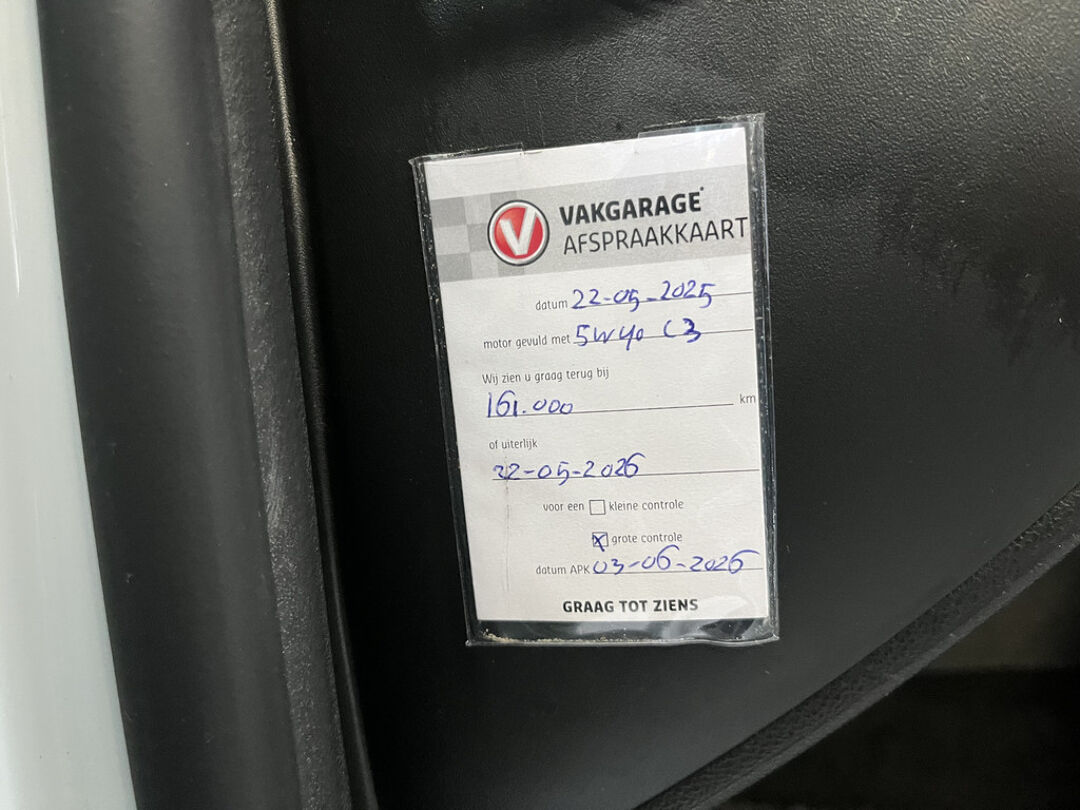 V
VAKGARAGE
AFSPRAAKKAART
datum 22-05-2025
motor gevuld met 5W40 C3
Wij zien u graag terug bij
161.000 km
of uiterlijk
22-05-2026
voor een kleine controle
X grote controle
datum APK 03-06-2026
GRAAG TOT ZIENS